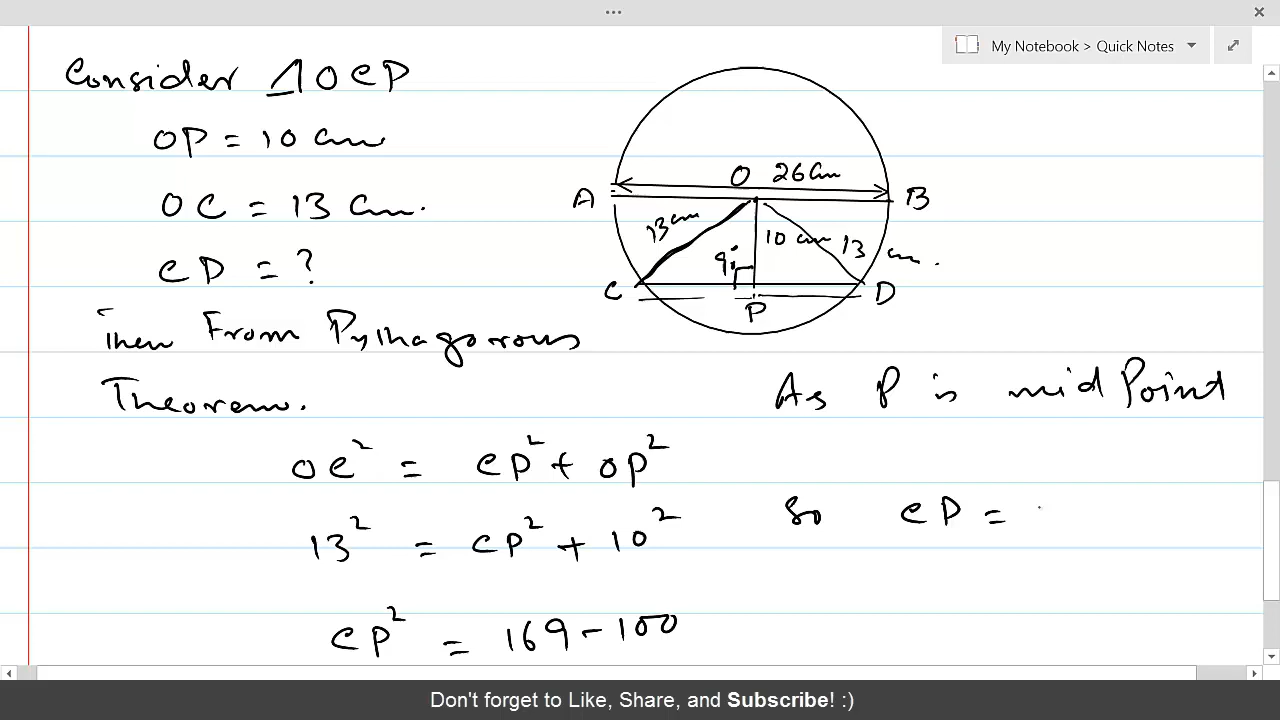 ...
My Notebook > Quick Notes
Consider △OCP
OP = 10 cm
OC = 13 cm.
CP = ?
Then From Pythagorous
Theorem.
OC² = CP² + OP²
13² = CP² + 10²
CP² = 169 - 100
A
O 26 cm
B
13 cm
10 cm
13 cm.
90°
C
P
D
As P is mid Point
So CD =
Don't forget to Like, Share, and Subscribe! :)